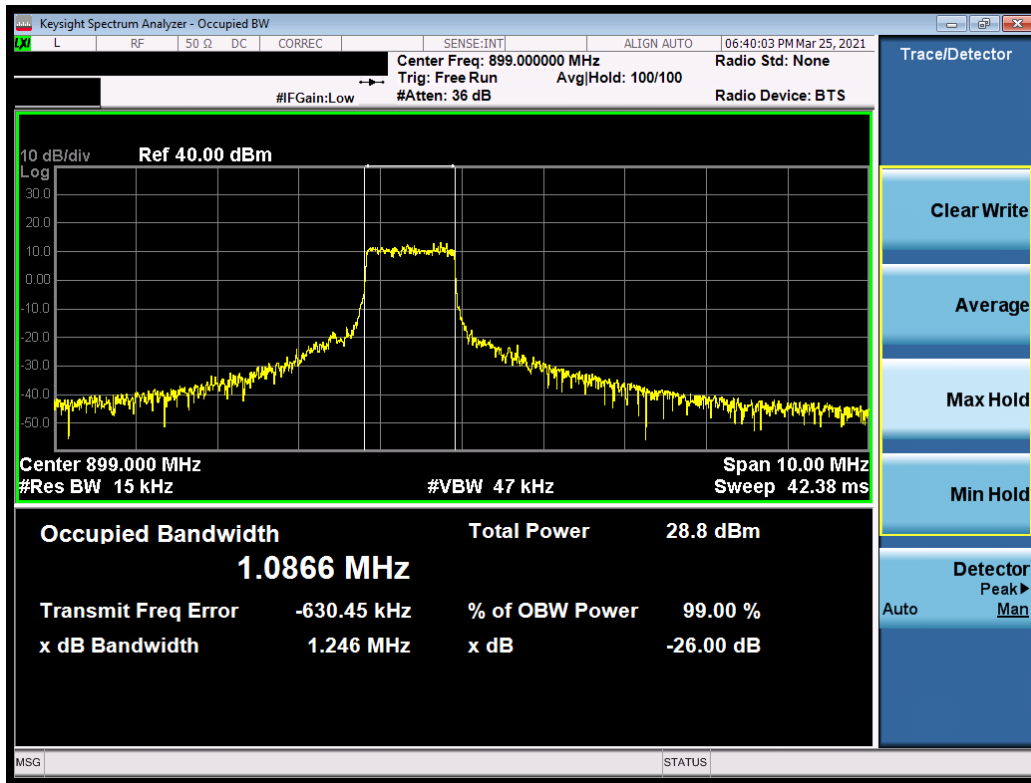 Keysight Spectrum Analyzer - Occupied BW
LXI L RF 50 Ω DC CORREC SENSE:INT ALIGN AUTO 06:40:03 PM Mar 25, 2021
Center Freq: 899.000000 MHz Radio Std: None
Trig: Free Run Avg|Hold: 100/100
#IFGain:Low #Atten: 36 dB Radio Device: BTS
10 dB/div Ref 40.00 dBm
Log
30.0
20.0
10.0
0.00
-10.0
-20.0
-30.0
-40.0
-50.0
Center 899.000 MHz Span 10.00 MHz
#Res BW 15 kHz #VBW 47 kHz Sweep 42.38 ms
Occupied Bandwidth Total Power 28.8 dBm
1.0866 MHz
Transmit Freq Error -630.45 kHz % of OBW Power 99.00 %
x dB Bandwidth 1.246 MHz x dB -26.00 dB
Trace/Detector
Clear Write
Average
Max Hold
Min Hold
Detector
Peak▶
Auto Man
MSG STATUS